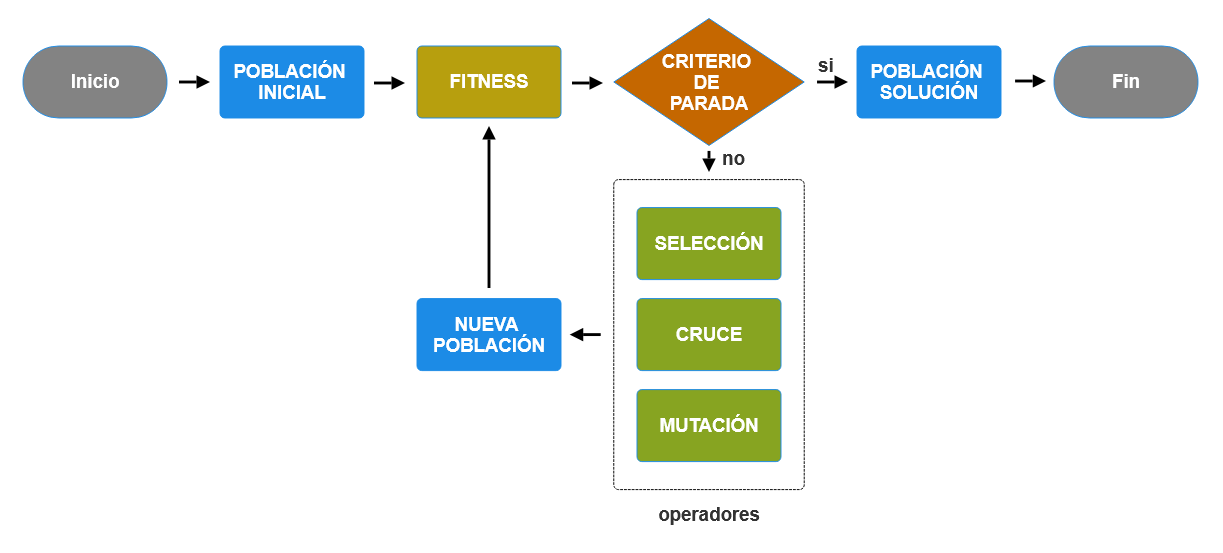 Inicio
POBLACIÓN
INICIAL
FITNESS
CRITERIO
DE
PARADA
si
POBLACIÓN
SOLUCIÓN
Fin
no
SELECCIÓN
CRUCE
MUTACIÓN
operadores
NUEVA
POBLACIÓN